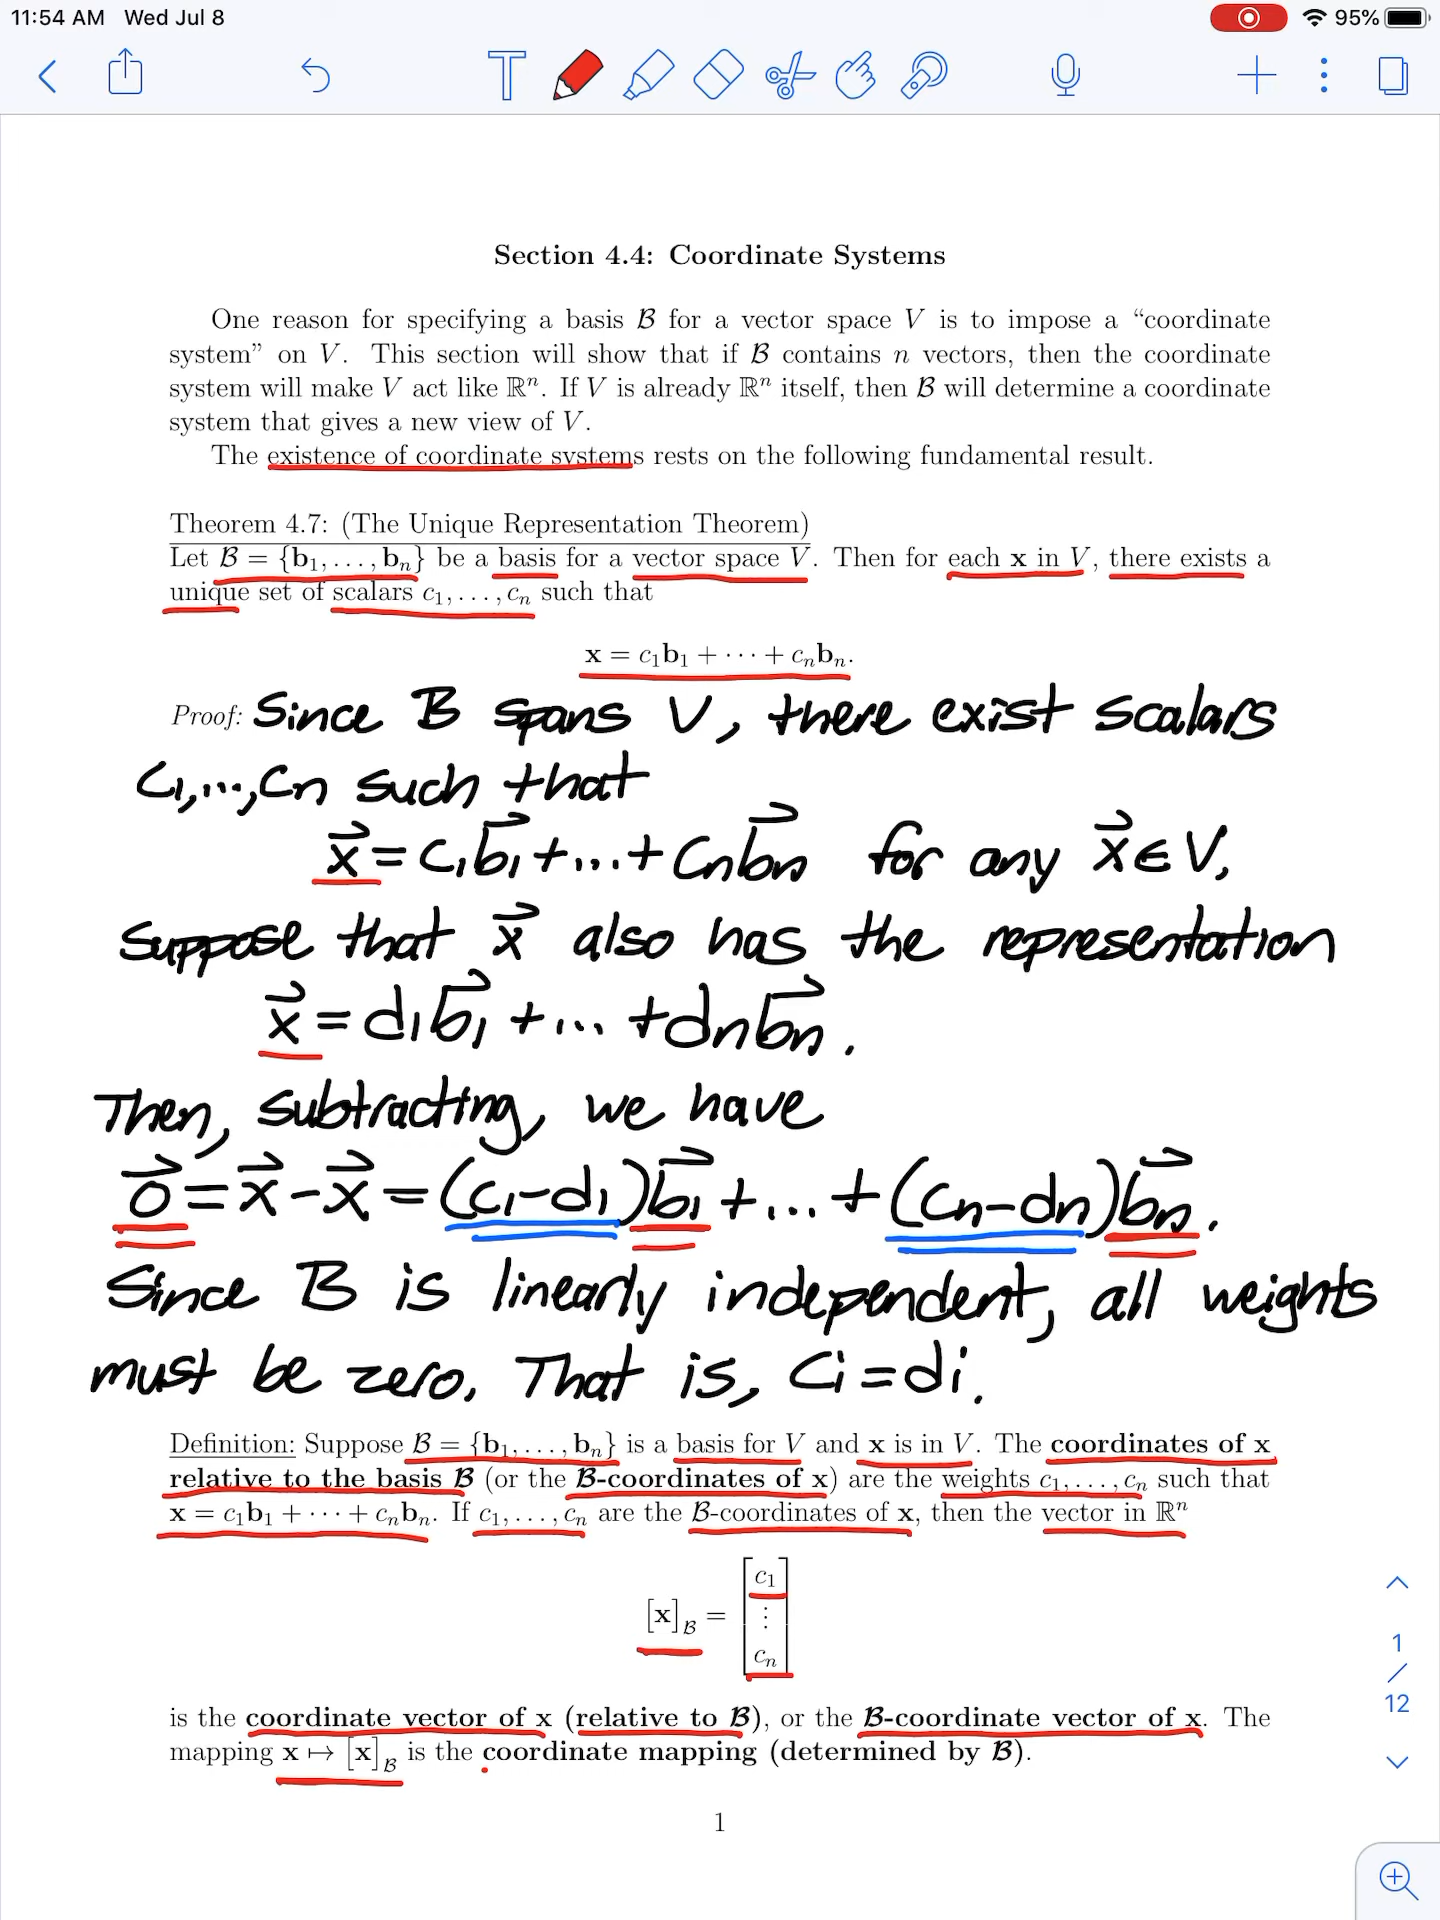 11:54 AM Wed Jul 8 95%
T
Section 4.4: Coordinate Systems
One reason for specifying a basis ℬ for a vector space V is to impose a “coordinate
system” on V. This section will show that if ℬ contains n vectors, then the coordinate
system will make V act like ℝⁿ. If V is already ℝⁿ itself, then ℬ will determine a coordinate
system that gives a new view of V.
The existence of coordinate systems rests on the following fundamental result.
Theorem 4.7: (The Unique Representation Theorem)
Let ℬ = {b₁, . . . , bₙ} be a basis for a vector space V. Then for each x in V, there exists a
unique set of scalars c₁, . . . , cₙ such that
x = c₁b₁ + · · · + cₙbₙ.
Proof: Since B spans V, there exist scalars
c₁,...,cₙ such that
x⃗ = c₁b⃗₁ + ... + cₙb⃗ₙ for any x⃗ ∈ V.
Suppose that x⃗ also has the representation
x⃗ = d₁b⃗₁ + ... + dₙb⃗ₙ.
Then, subtracting, we have
0⃗ = x⃗ - x⃗ = (c₁-d₁)b⃗₁ + ... + (cₙ-dₙ)b⃗ₙ.
Since B is linearly independent, all weights
must be zero. That is, cᵢ = dᵢ.
Definition: Suppose ℬ = {b₁, . . . , bₙ} is a basis for V and x is in V. The coordinates of x
relative to the basis ℬ (or the ℬ-coordinates of x) are the weights c₁, . . . , cₙ such that
x = c₁b₁ + · · · + cₙbₙ. If c₁, . . . , cₙ are the ℬ-coordinates of x, then the vector in ℝⁿ
c₁
[x]ℬ = ⋮
cₙ
is the coordinate vector of x (relative to ℬ), or the ℬ-coordinate vector of x. The
mapping x ↦ [x]ℬ is the coordinate mapping (determined by ℬ).
1
/
12
1